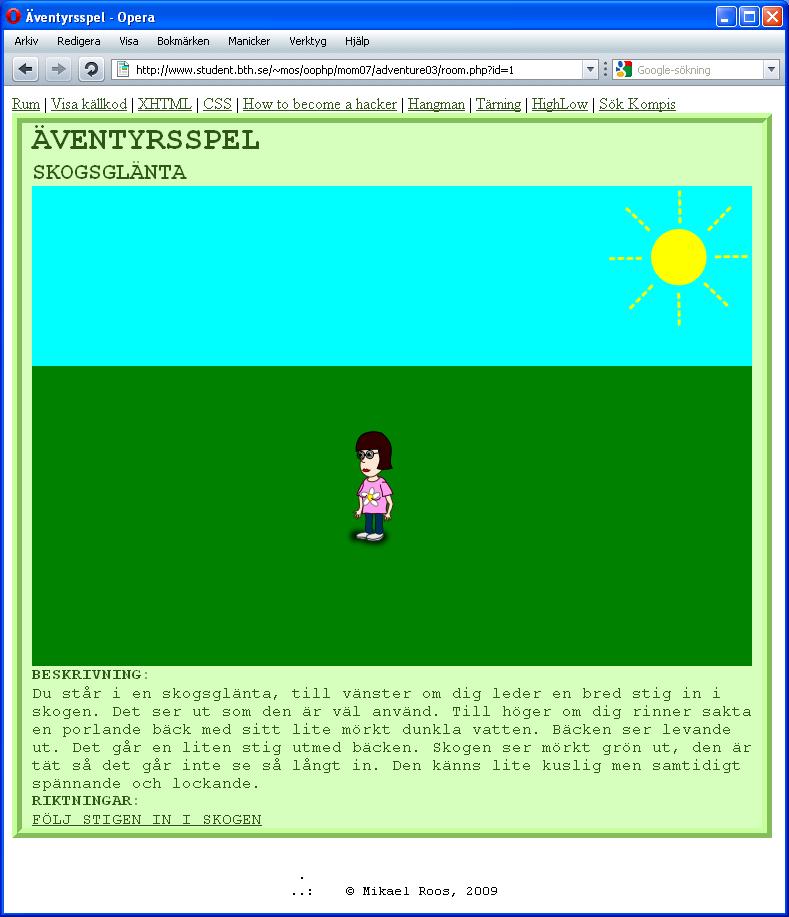 Äventyrsspel - Opera
Arkiv Redigera Visa Bokmärken Manicker Verktyg Hjälp
http://www.student.bth.se/~mos/oophp/mom07/adventure03/room.php?id=1 Google-sökning
Rum | Visa källkod | XHTML | CSS | How to become a hacker | Hangman | Tärning | HighLow | Sök Kompis
ÄVENTYRSSPEL
SKOGSGLÄNTA
BESKRIVNING:
Du står i en skogsglänta, till vänster om dig leder en bred stig in i
skogen. Det ser ut som den är väl använd. Till höger om dig rinner sakta
en porlande bäck med sitt lite mörkt dunkla vatten. Bäcken ser levande
ut. Det går en liten stig utmed bäcken. Skogen ser mörkt grön ut, den är
tät så det går inte se så långt in. Den känns lite kuslig men samtidigt
spännande och lockande.
RIKTNINGAR:
FÖLJ STIGEN IN I SKOGEN
.
..: © Mikael Roos, 2009